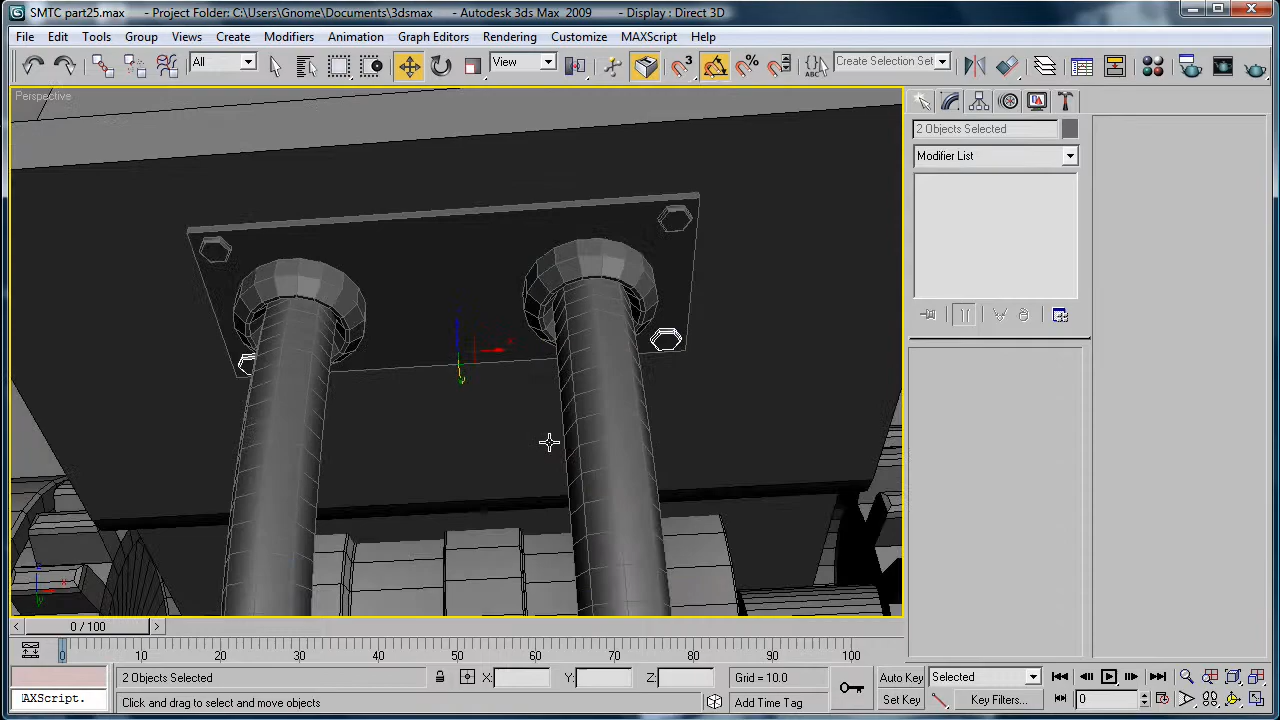 SMTC part25.max - Project Folder: C:\Users\Gnome\Documents\3dsmax - Autodesk 3ds Max 2009 - Display : Direct 3D
File Edit Tools Group Views Create Modifiers Animation Graph Editors Rendering Customize MAXScript Help
All View 3 % Create Selection Set
Perspective
2 Objects Selected
Modifier List
x
0 / 100
0 10 20 30 40 50 60 70 80 90 100
2 Objects Selected X: Y: Z: Grid = 10.0 Auto Key Selected
AXScript. Click and drag to select and move objects Add Time Tag Set Key Key Filters... 0